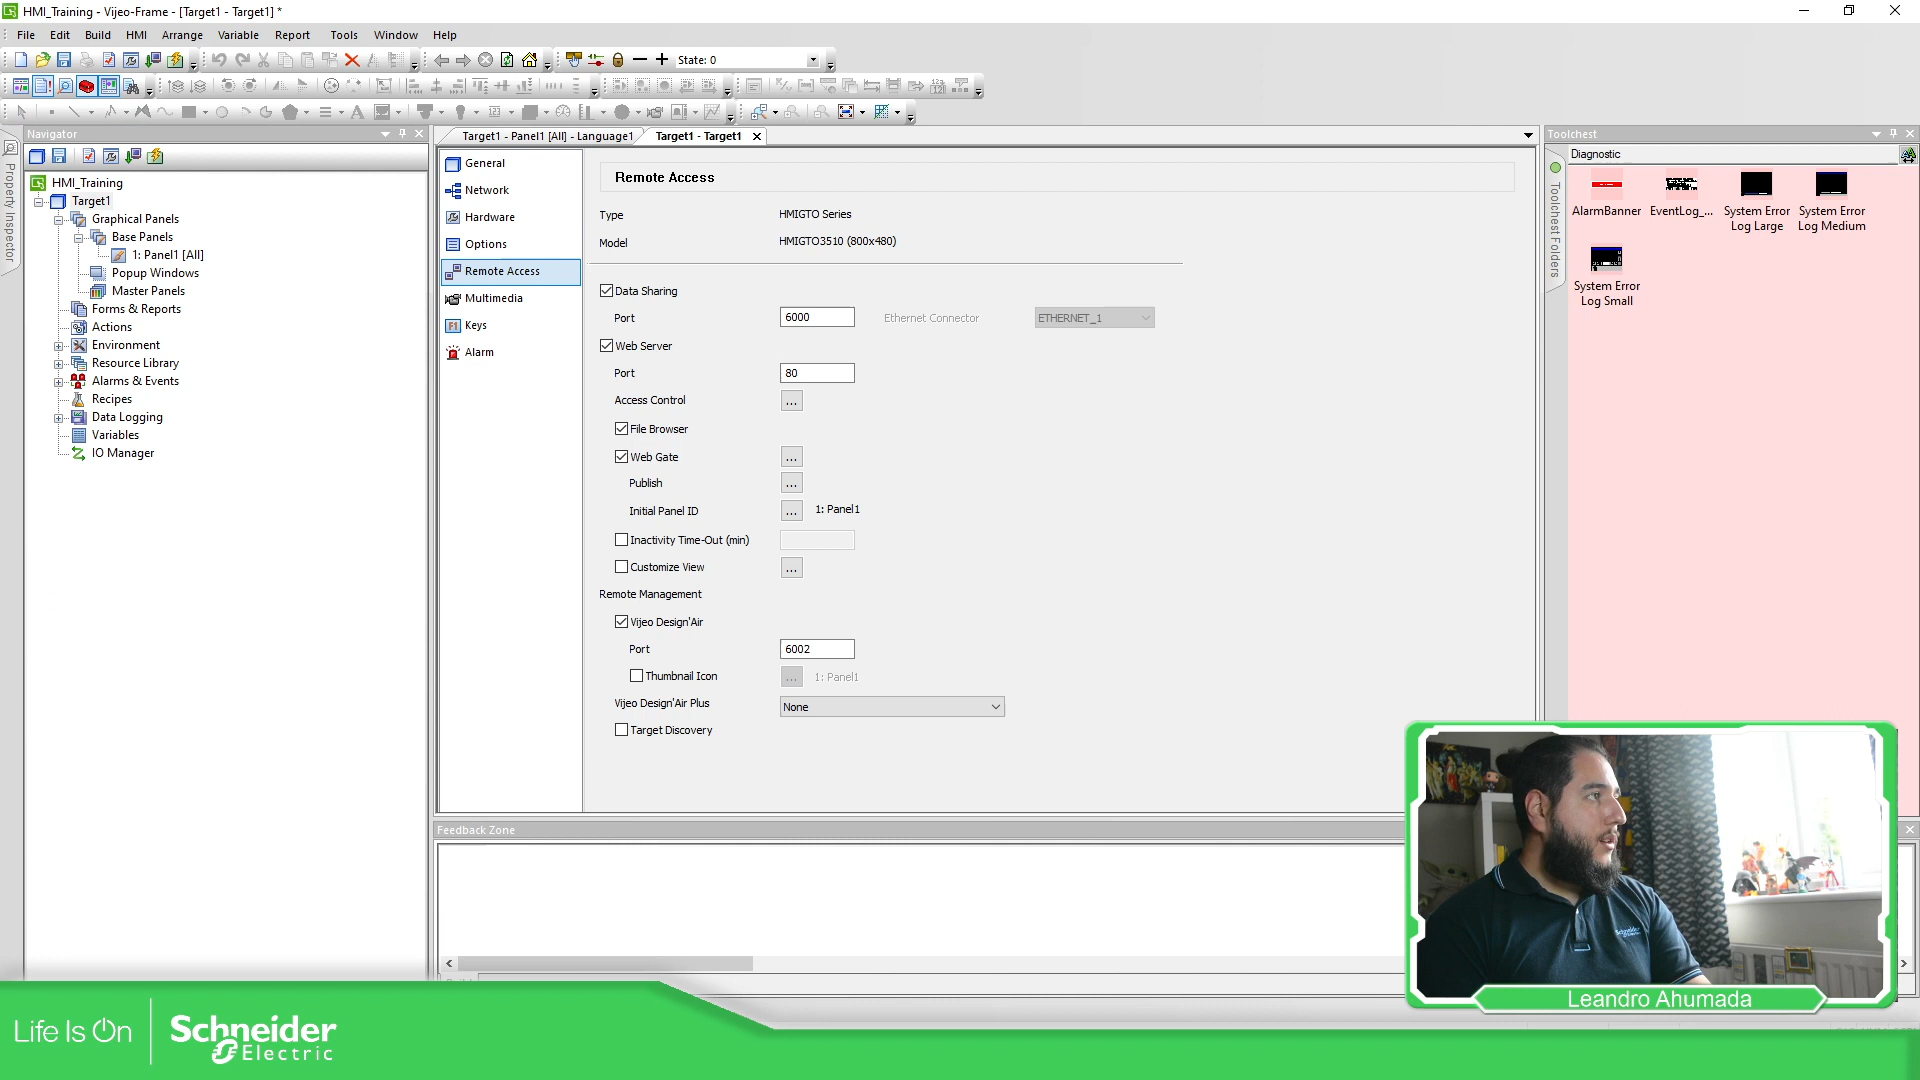 HMI_Training - Vijeo-Frame - [Target1 - Target1] *
File Edit Build HMI Arrange Variable Report Tools Window Help
State: 0
Navigator
Target1 - Panel1 [All] - Language1
Target1 - Target1
Toolchest
Property Inspector
HMI_Training
Target1
Graphical Panels
Base Panels
1: Panel1 [All]
Popup Windows
Master Panels
Forms & Reports
Actions
Environment
Resource Library
Alarms & Events
Recipes
Data Logging
Variables
IO Manager
General
Network
Hardware
Options
Remote Access
Multimedia
Keys
Alarm
Remote Access
Type HMIGTO Series
Model HMIGTO3510 (800x480)
Data Sharing
Port 6000 Ethernet Connector ETHERNET_1
Web Server
Port 80
Access Control ...
File Browser
Web Gate ...
Publish ...
Initial Panel ID ... 1: Panel1
Inactivity Time-Out (min)
Customize View ...
Remote Management
Vijeo Design'Air
Port 6002
Thumbnail Icon ... 1: Panel1
Vijeo Design'Air Plus None
Target Discovery
Toolchest Folders
Diagnostic
AlarmBanner
EventLog_...
System Error
Log Large
System Error
Log Medium
System Error
Log Small
Feedback Zone
Leandro Ahumada
Life Is On
Schneider
Electric